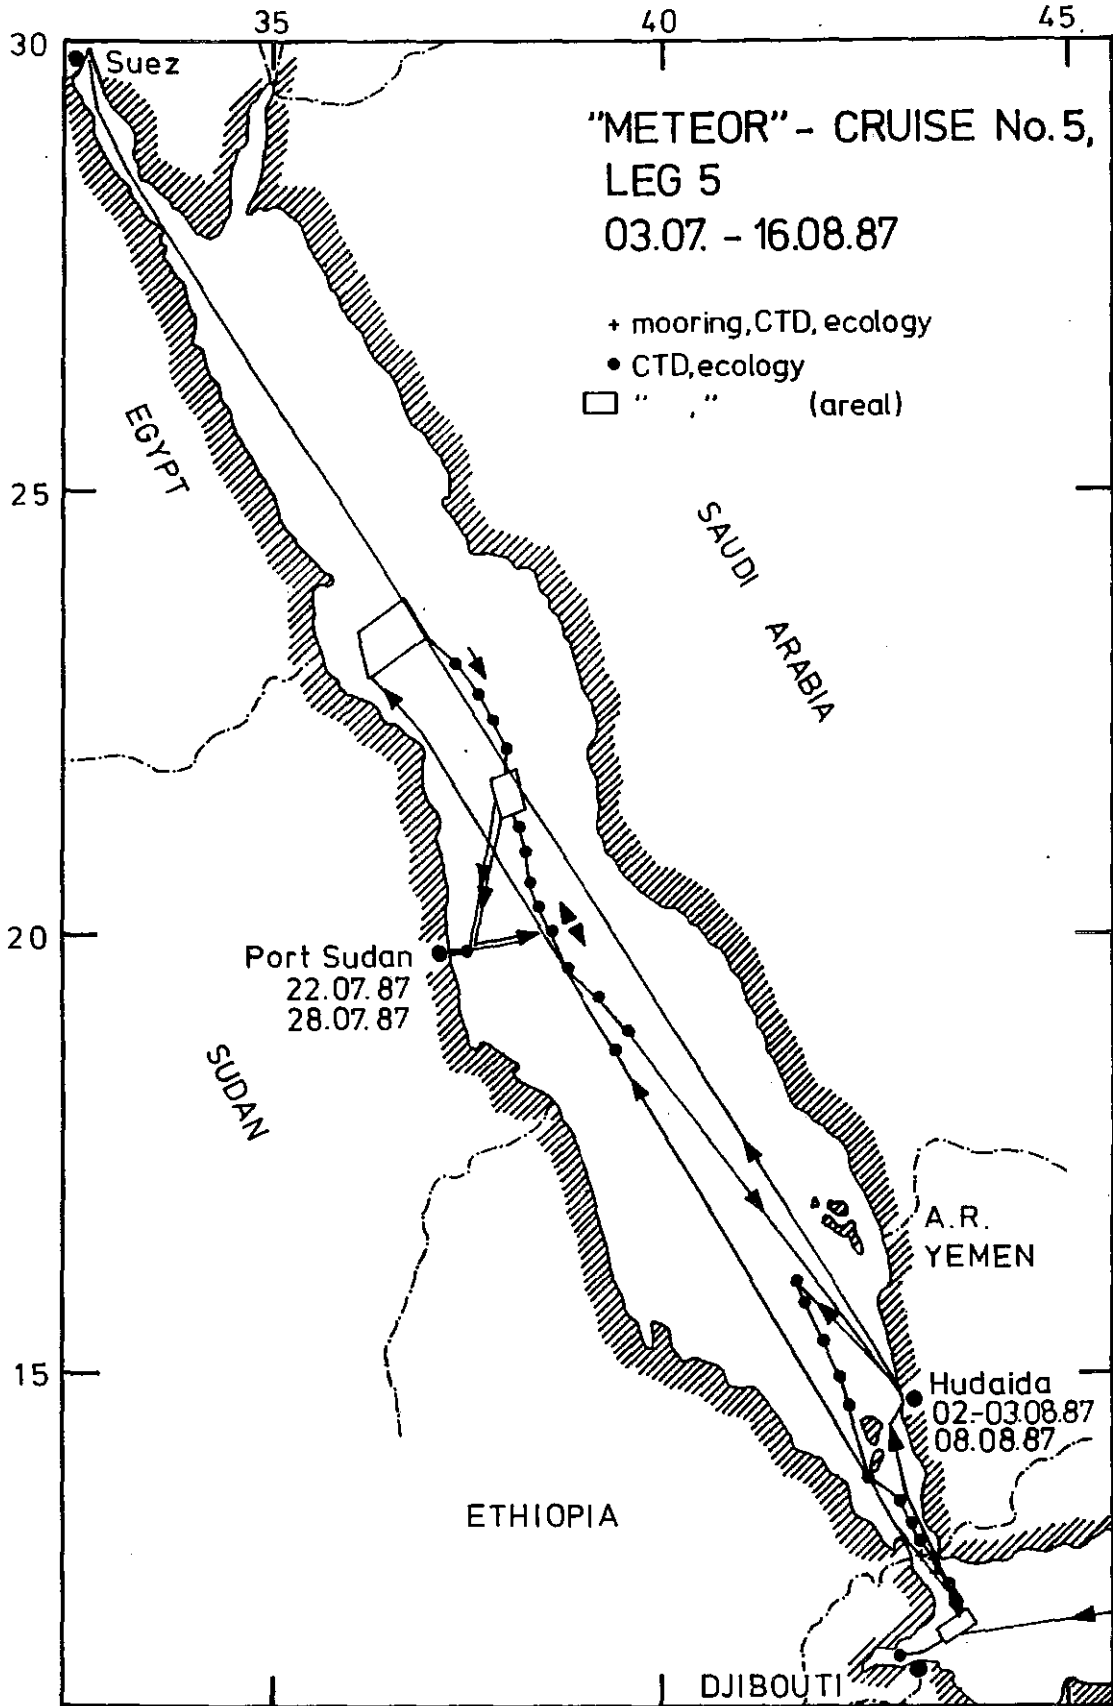 35 40 45
30
Suez
"METEOR" - CRUISE No. 5,
LEG 5
03.07. - 16.08.87
+ mooring, CTD, ecology
● CTD, ecology
" , " (areal)
EGYPT
25
SAUDI ARABIA
20
Port Sudan
22.07.87
28.07.87
SUDAN
A.R.
YEMEN
15
Hudaida
02.-03.08.87
08.08.87
ETHIOPIA
DJIBOUTI